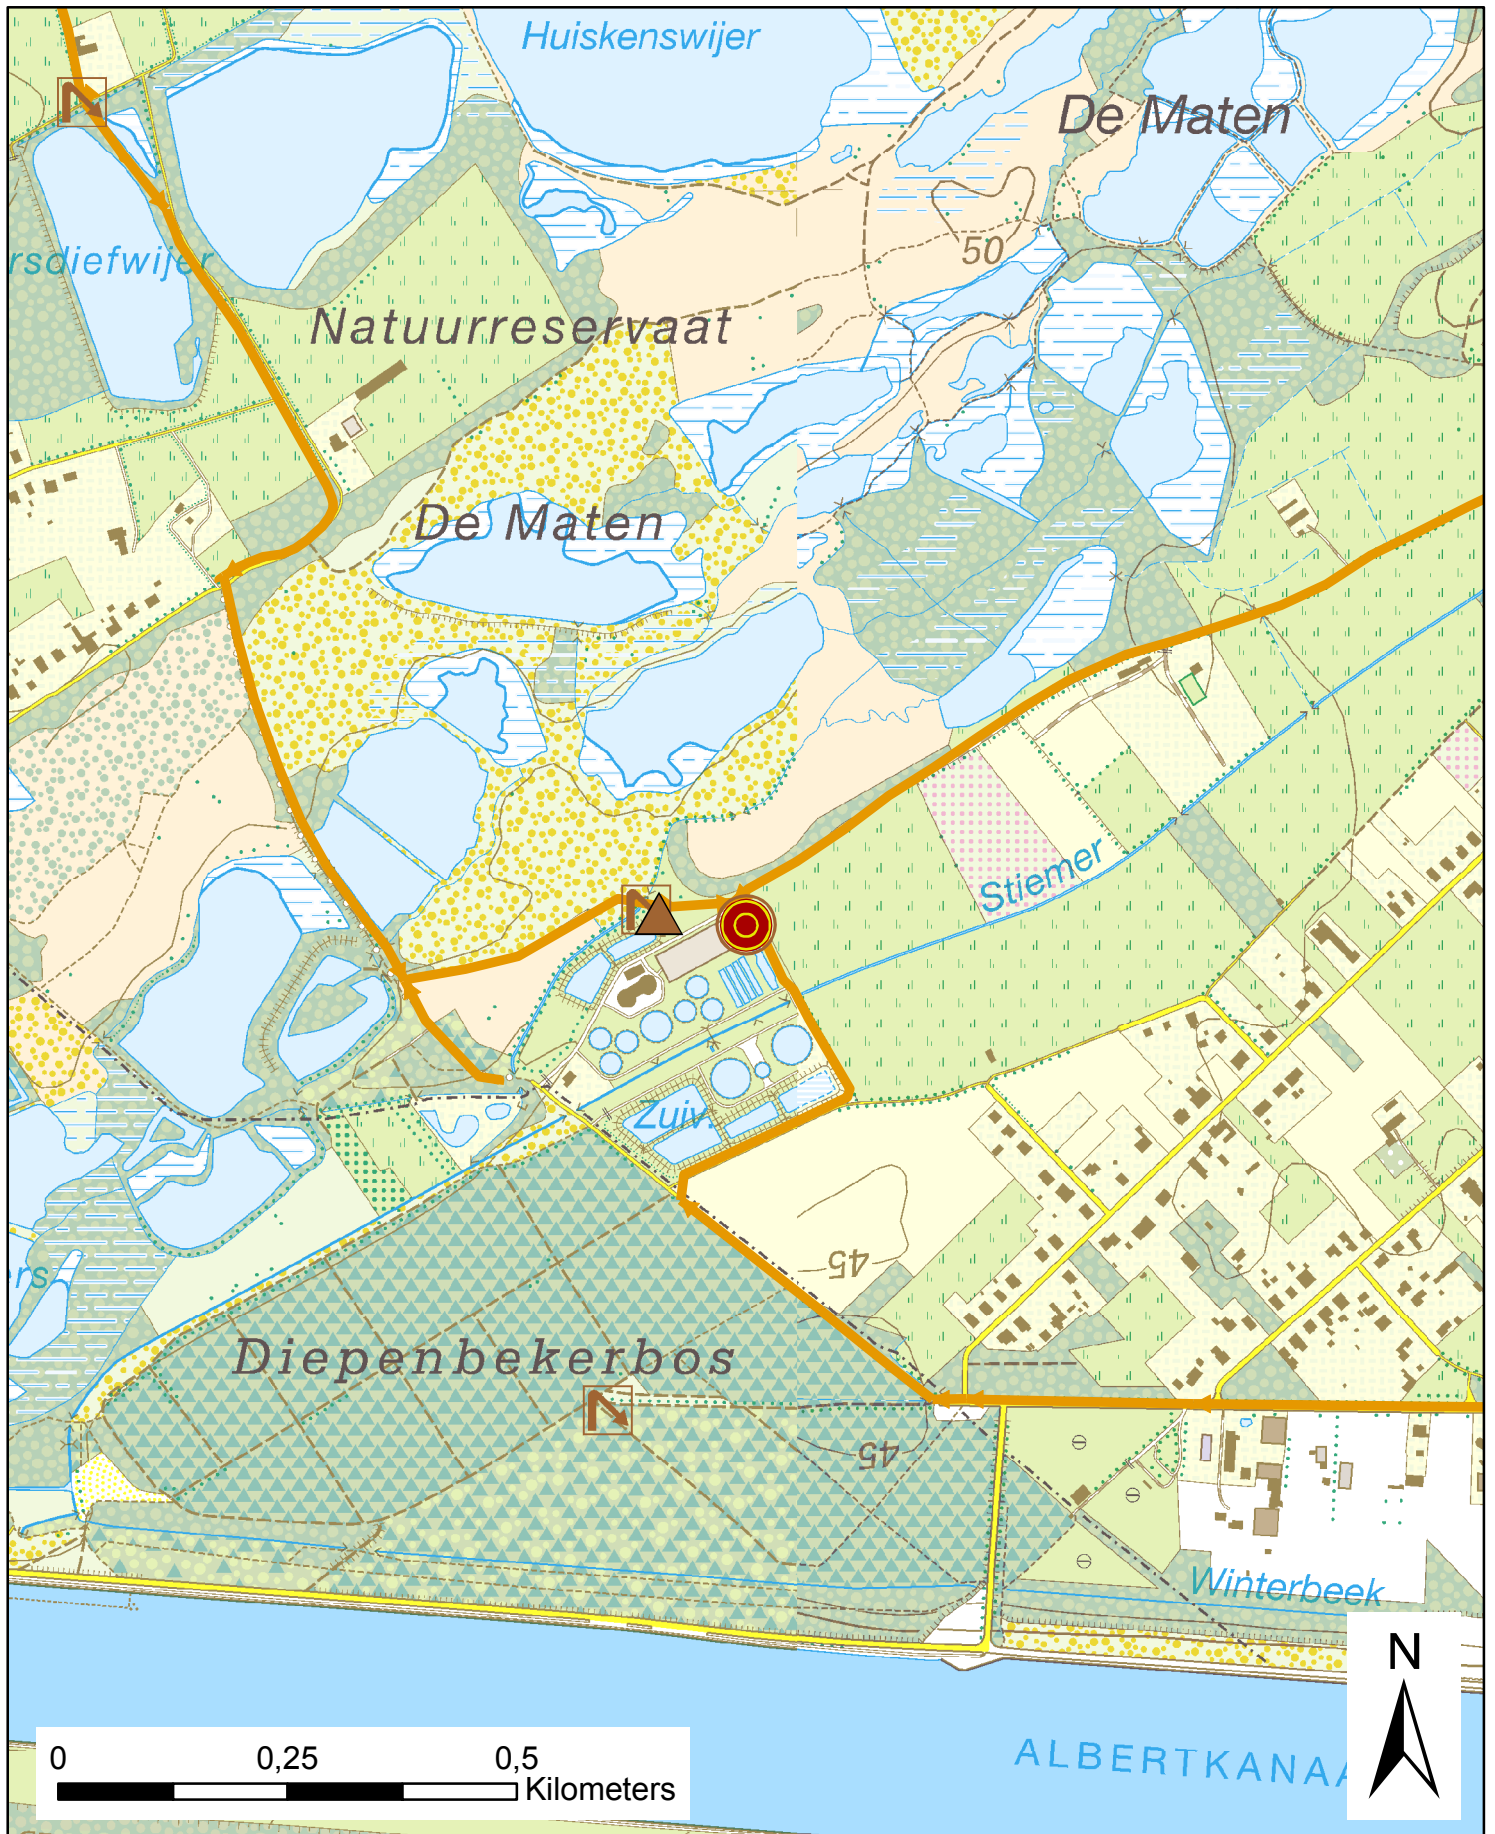 Huiskenswijer
De Maten
50
rsdiefwijer
Natuurreservaat
De Maten
Stiemer
Zuiv.
45
ers
Diepenbekerbos
45
Winterbeek
N
0 0,25 0,5
Kilometers
ALBERTKANAA